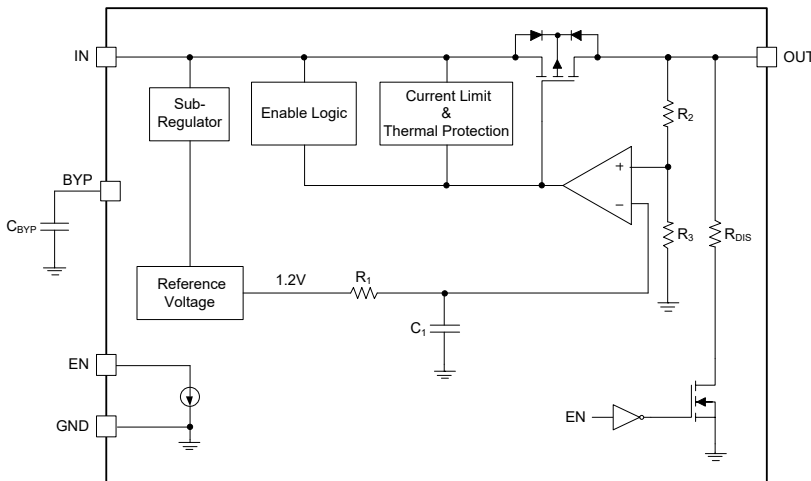 IN
OUT
Sub-
Regulator
Enable Logic
Current Limit
&
Thermal Protection
R2
BYP
+
−
CBYP
R3
RDIS
Reference
Voltage
1.2V
R1
C1
EN
EN
GND